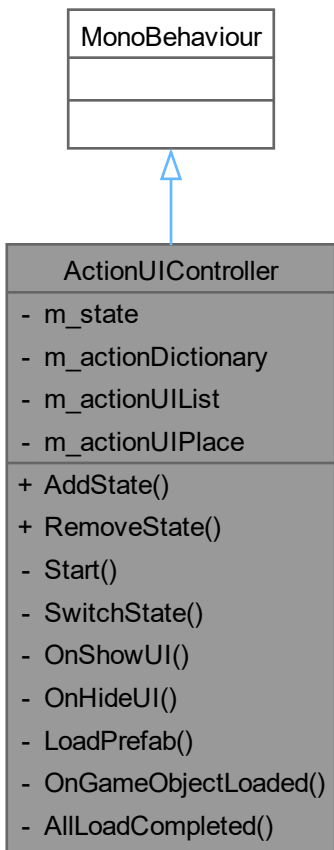 MonoBehaviour
ActionUIController
- m_state
- m_actionDictionary
- m_actionUIList
- m_actionUIPlace
+ AddState()
+ RemoveState()
- Start()
- SwitchState()
- OnShowUI()
- OnHideUI()
- LoadPrefab()
- OnGameObjectLoaded()
- AllLoadCompleted()